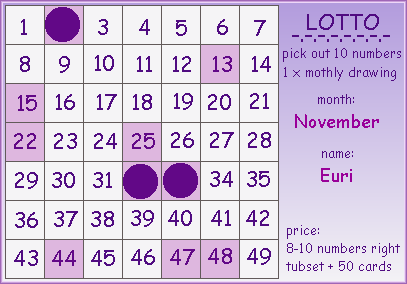 1 3 4 5 6 7
8 9 10 11 12 13 14
15 16 17 18 19 20 21
22 23 24 25 26 27 28
29 30 31 34 35
36 37 38 39 40 41 42
43 44 45 46 47 48 49
LOTTO
pick out 10 numbers
1 x mothly drawing
month:
November
name:
Euri
price:
8-10 numbers right
tubset + 50 cards